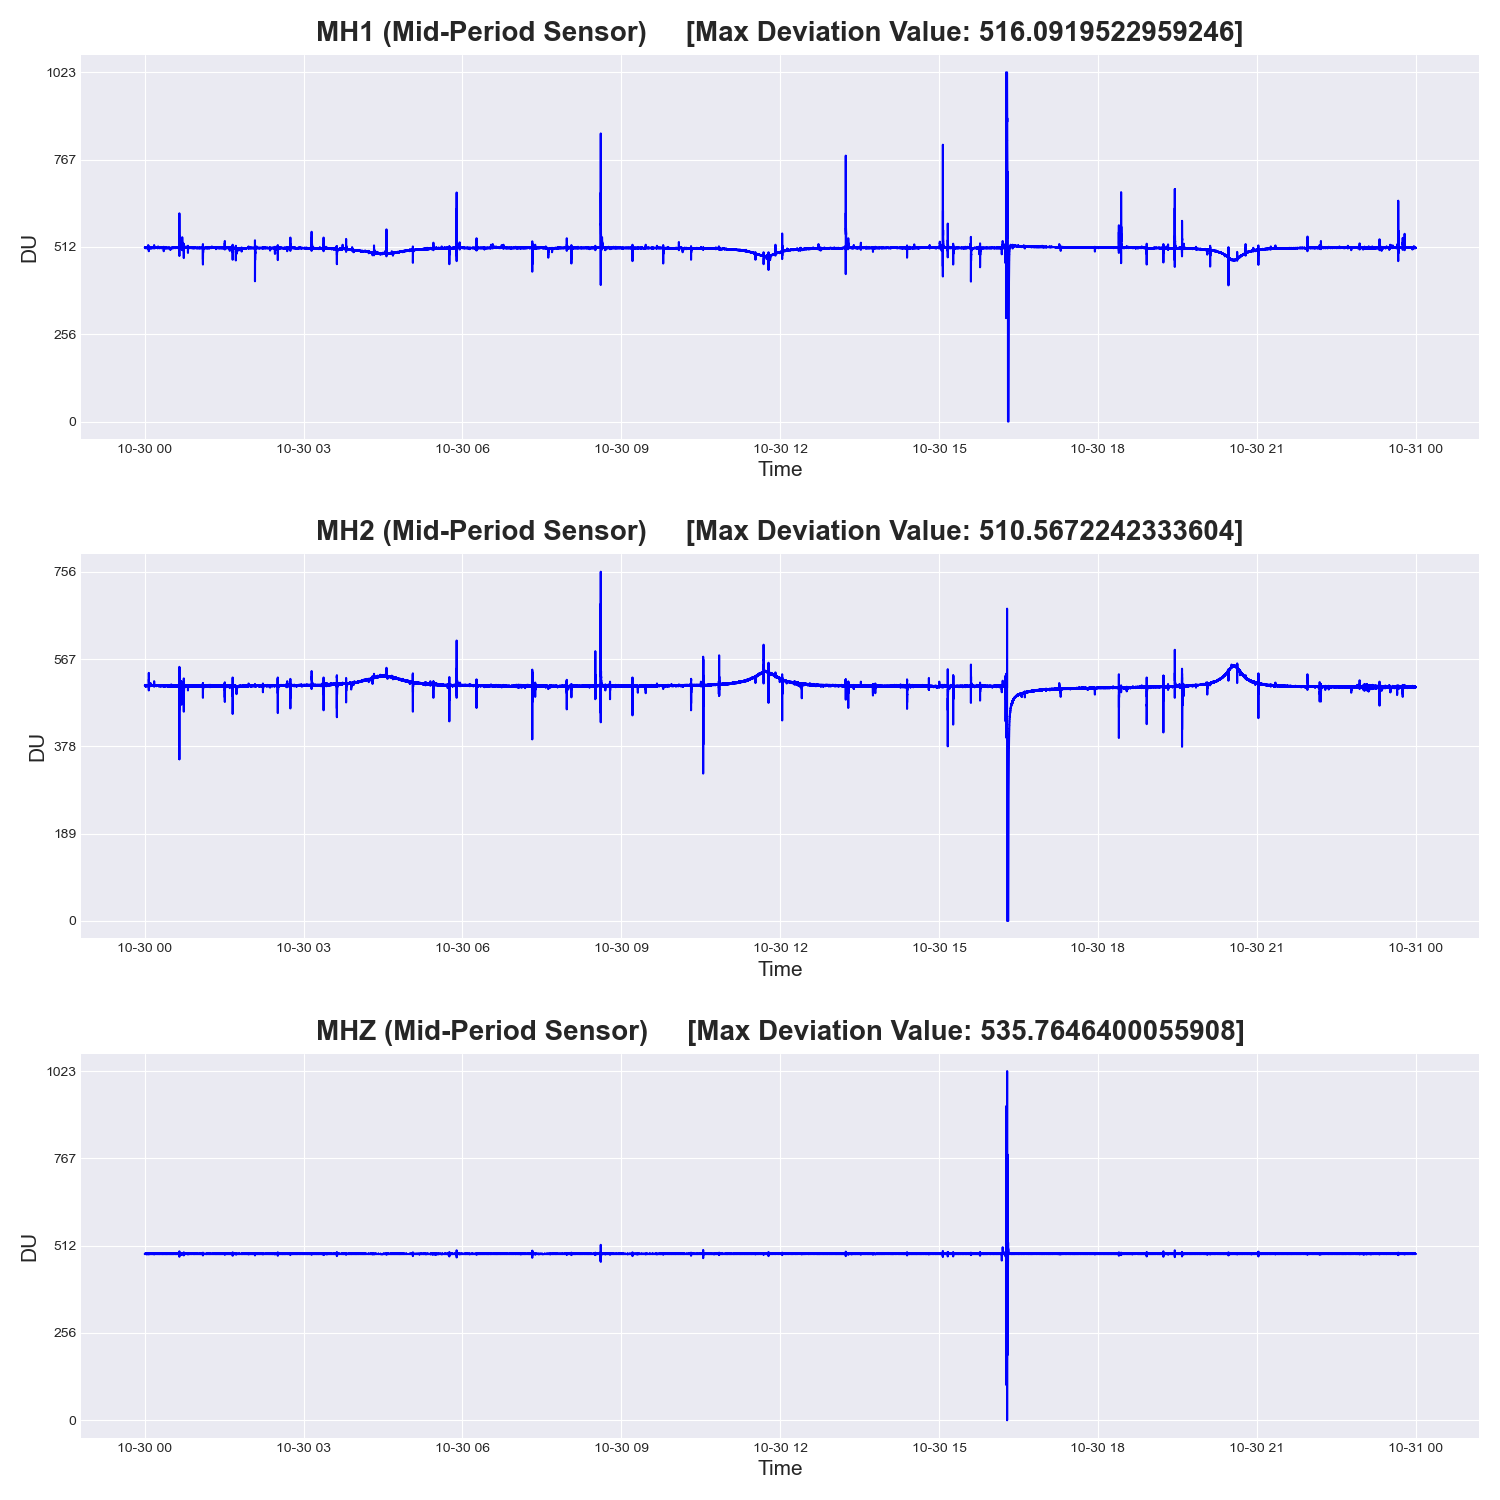 MH1 (Mid-Period Sensor) [Max Deviation Value: 516.0919522959246]
1023
767
512
256
0
DU
10-30 00 10-30 03 10-30 06 10-30 09 10-30 12 10-30 15 10-30 18 10-30 21 10-31 00
Time
MH2 (Mid-Period Sensor) [Max Deviation Value: 510.5672242333604]
756
567
378
189
0
DU
10-30 00 10-30 03 10-30 06 10-30 09 10-30 12 10-30 15 10-30 18 10-30 21 10-31 00
Time
MHZ (Mid-Period Sensor) [Max Deviation Value: 535.7646400055908]
1023
767
512
256
0
DU
10-30 00 10-30 03 10-30 06 10-30 09 10-30 12 10-30 15 10-30 18 10-30 21 10-31 00
Time